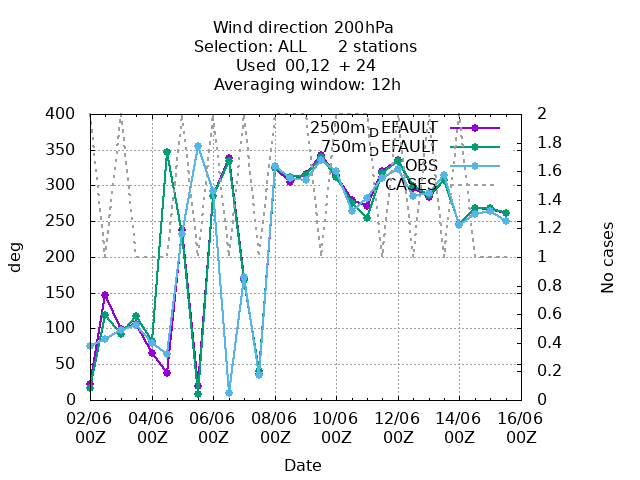 Wind direction 200hPa
Selection: ALL      2 stations
Used  00,12  + 24
Averaging window: 12h
400
350
300
250
200
150
100
50
0
deg
2
1.8
1.6
1.4
1.2
1
0.8
0.6
0.4
0.2
0
No cases
2500m_DEFAULT
750m_DEFAULT
OBS
CASES
02/06 04/06 06/06 08/06 10/06 12/06 14/06 16/06
00Z 00Z 00Z 00Z 00Z 00Z 00Z 00Z
Date